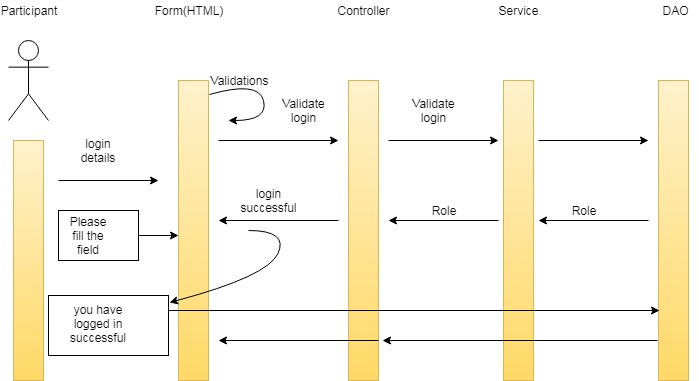 Participant
Form(HTML)
Controller
Service
DAO
Validations
Validate
login
Validate
login
login
details
login
successful
Role
Role
Please
fill the
field
you have
logged in
successful